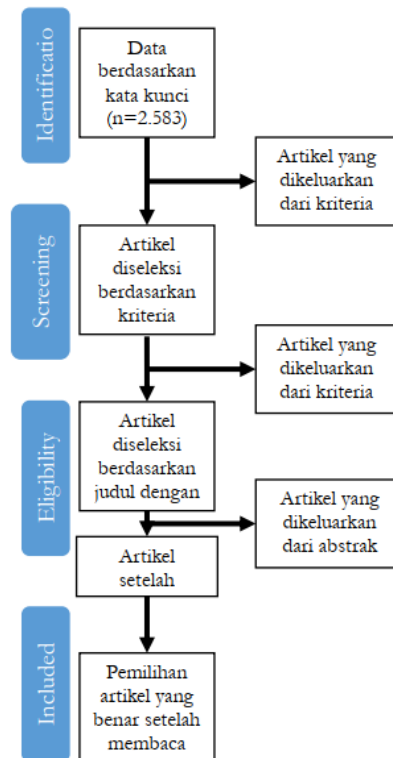 Identificatio
Data
berdasarkan
kata kunci
(n=2.583)
Artikel yang
dikeluarkan
dari kriteria
Screening
Artikel
diseleksi
berdasarkan
kriteria
Artikel yang
dikeluarkan
dari kriteria
Eligibility
Artikel
diseleksi
berdasarkan
judul dengan
Artikel yang
dikeluarkan
dari abstrak
Artikel
setelah
Included
Pemilihan
artikel yang
benar setelah
membaca